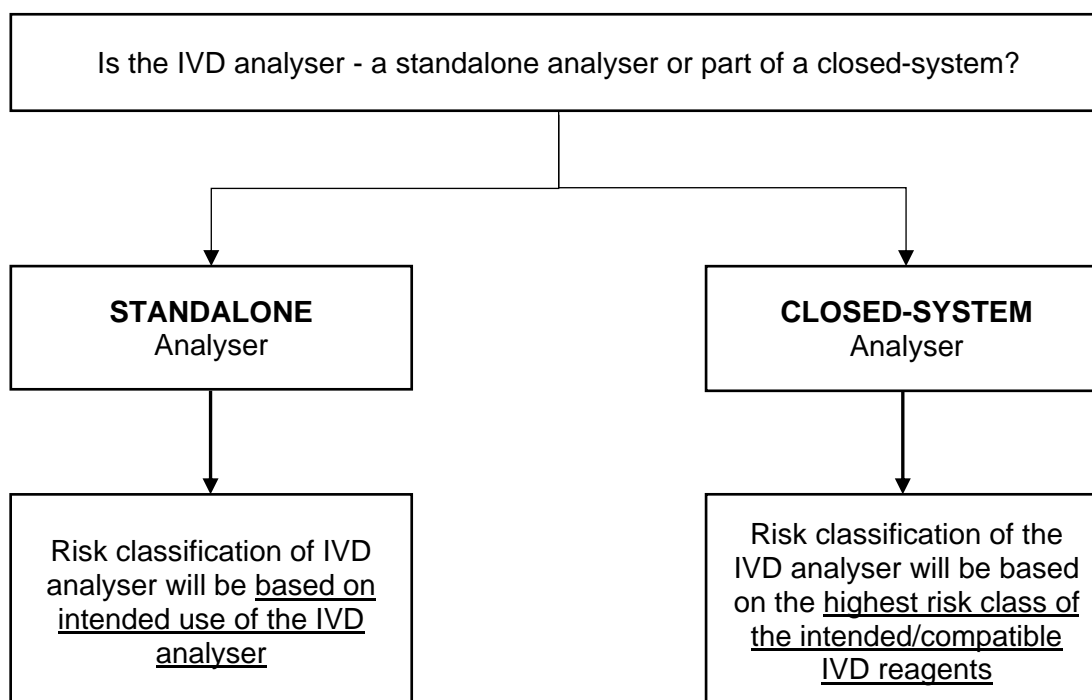 Is the IVD analyser - a standalone analyser or part of a closed-system?
STANDALONE
Analyser
CLOSED-SYSTEM
Analyser
Risk classification of IVD
analyser will be based on
intended use of the IVD
analyser
Risk classification of the
IVD analyser will be based
on the highest risk class of
the intended/compatible
IVD reagents